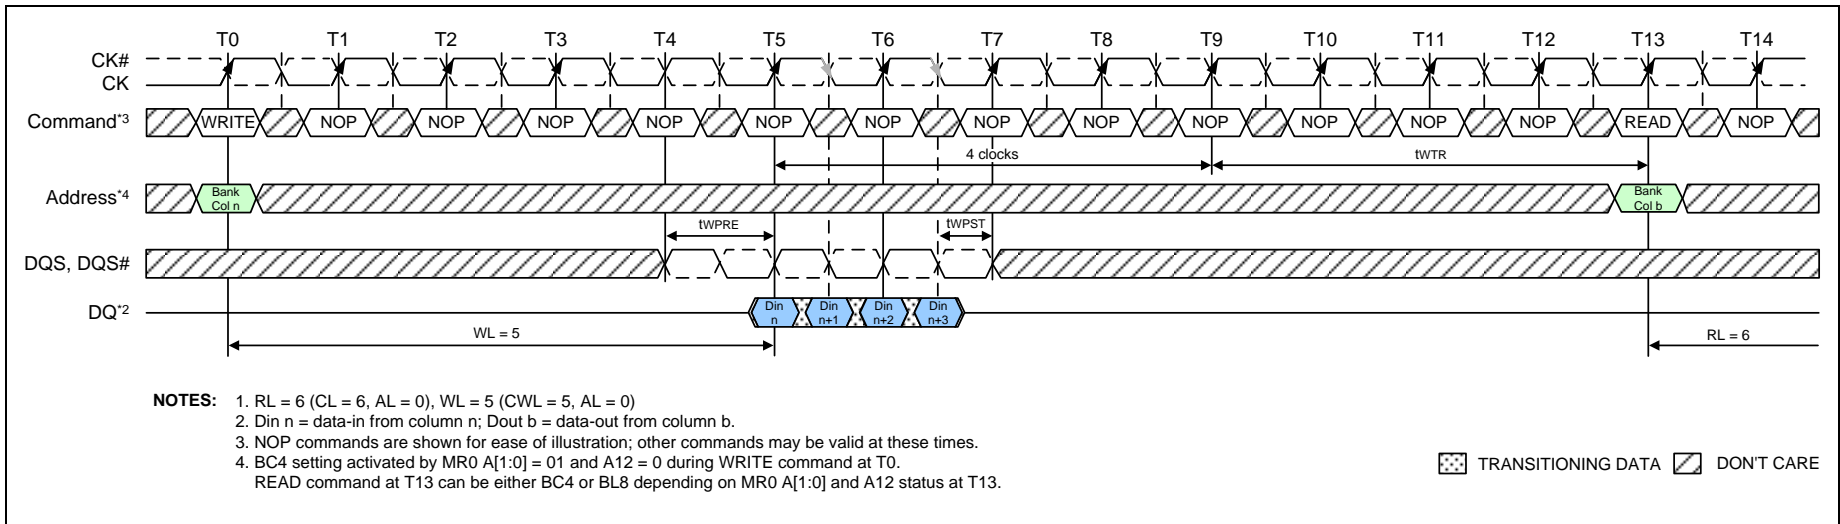 T0 T1 T2 T3 T4 T5 T6 T7 T8 T9 T10 T11 T12 T13 T14
CK#
CK
Command*3 WRITE NOP NOP NOP NOP NOP NOP NOP NOP NOP NOP NOP NOP READ NOP
4 clocks tWTR
Address*4 Bank Col n Bank Col b
tWPRE tWPST
DQS, DQS#
DQ*2 Din n Din n+1 Din n+2 Din n+3
WL = 5 RL = 6
NOTES: 1. RL = 6 (CL = 6, AL = 0), WL = 5 (CWL = 5, AL = 0)
2. Din n = data-in from column n; Dout b = data-out from column b.
3. NOP commands are shown for ease of illustration; other commands may be valid at these times.
4. BC4 setting activated by MR0 A[1:0] = 01 and A12 = 0 during WRITE command at T0.
READ command at T13 can be either BC4 or BL8 depending on MR0 A[1:0] and A12 status at T13.
TRANSITIONING DATA DON'T CARE